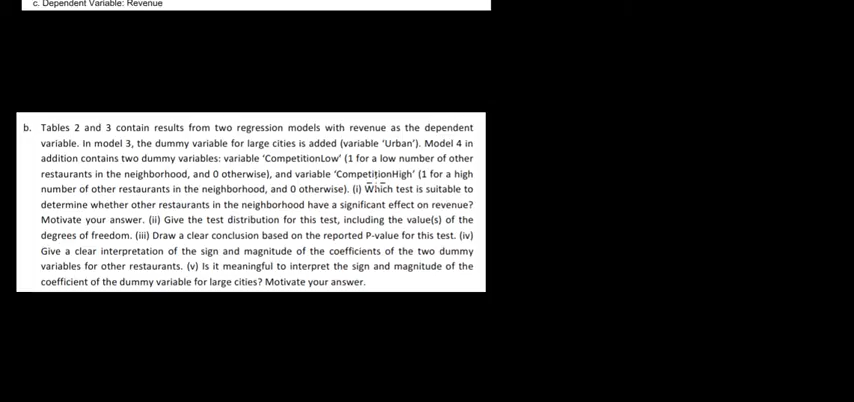 c. Dependent Variable: Revenue
b. Tables 2 and 3 contain results from two regression models with revenue as the dependent
variable. In model 3, the dummy variable for large cities is added (variable ‘Urban’). Model 4 in
addition contains two dummy variables: variable ‘CompetitionLow’ (1 for a low number of other
restaurants in the neighborhood, and 0 otherwise), and variable ‘CompetitionHigh’ (1 for a high
number of other restaurants in the neighborhood, and 0 otherwise). (i) Which test is suitable to
determine whether other restaurants in the neighborhood have a significant effect on revenue?
Motivate your answer. (ii) Give the test distribution for this test, including the value(s) of the
degrees of freedom. (iii) Draw a clear conclusion based on the reported P-value for this test. (iv)
Give a clear interpretation of the sign and magnitude of the coefficients of the two dummy
variables for other restaurants. (v) Is it meaningful to interpret the sign and magnitude of the
coefficient of the dummy variable for large cities? Motivate your answer.